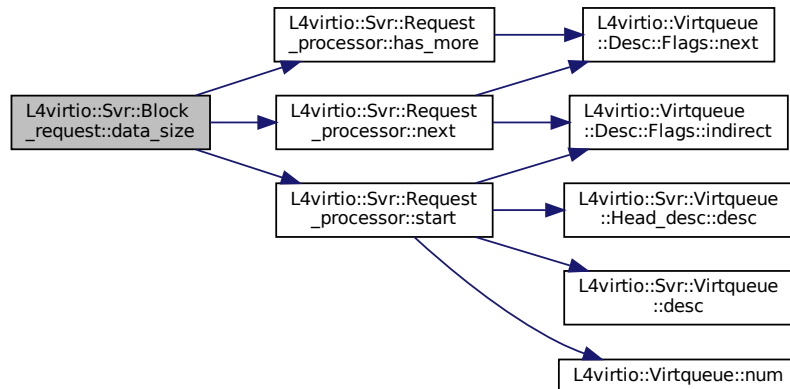 L4virtio::Svr::Block
_request::data_size
L4virtio::Svr::Request
_processor::has_more
L4virtio::Svr::Request
_processor::next
L4virtio::Svr::Request
_processor::start
L4virtio::Virtqueue
::Desc::Flags::next
L4virtio::Virtqueue
::Desc::Flags::indirect
L4virtio::Svr::Virtqueue
::Head_desc::desc
L4virtio::Svr::Virtqueue
::desc
L4virtio::Virtqueue::num